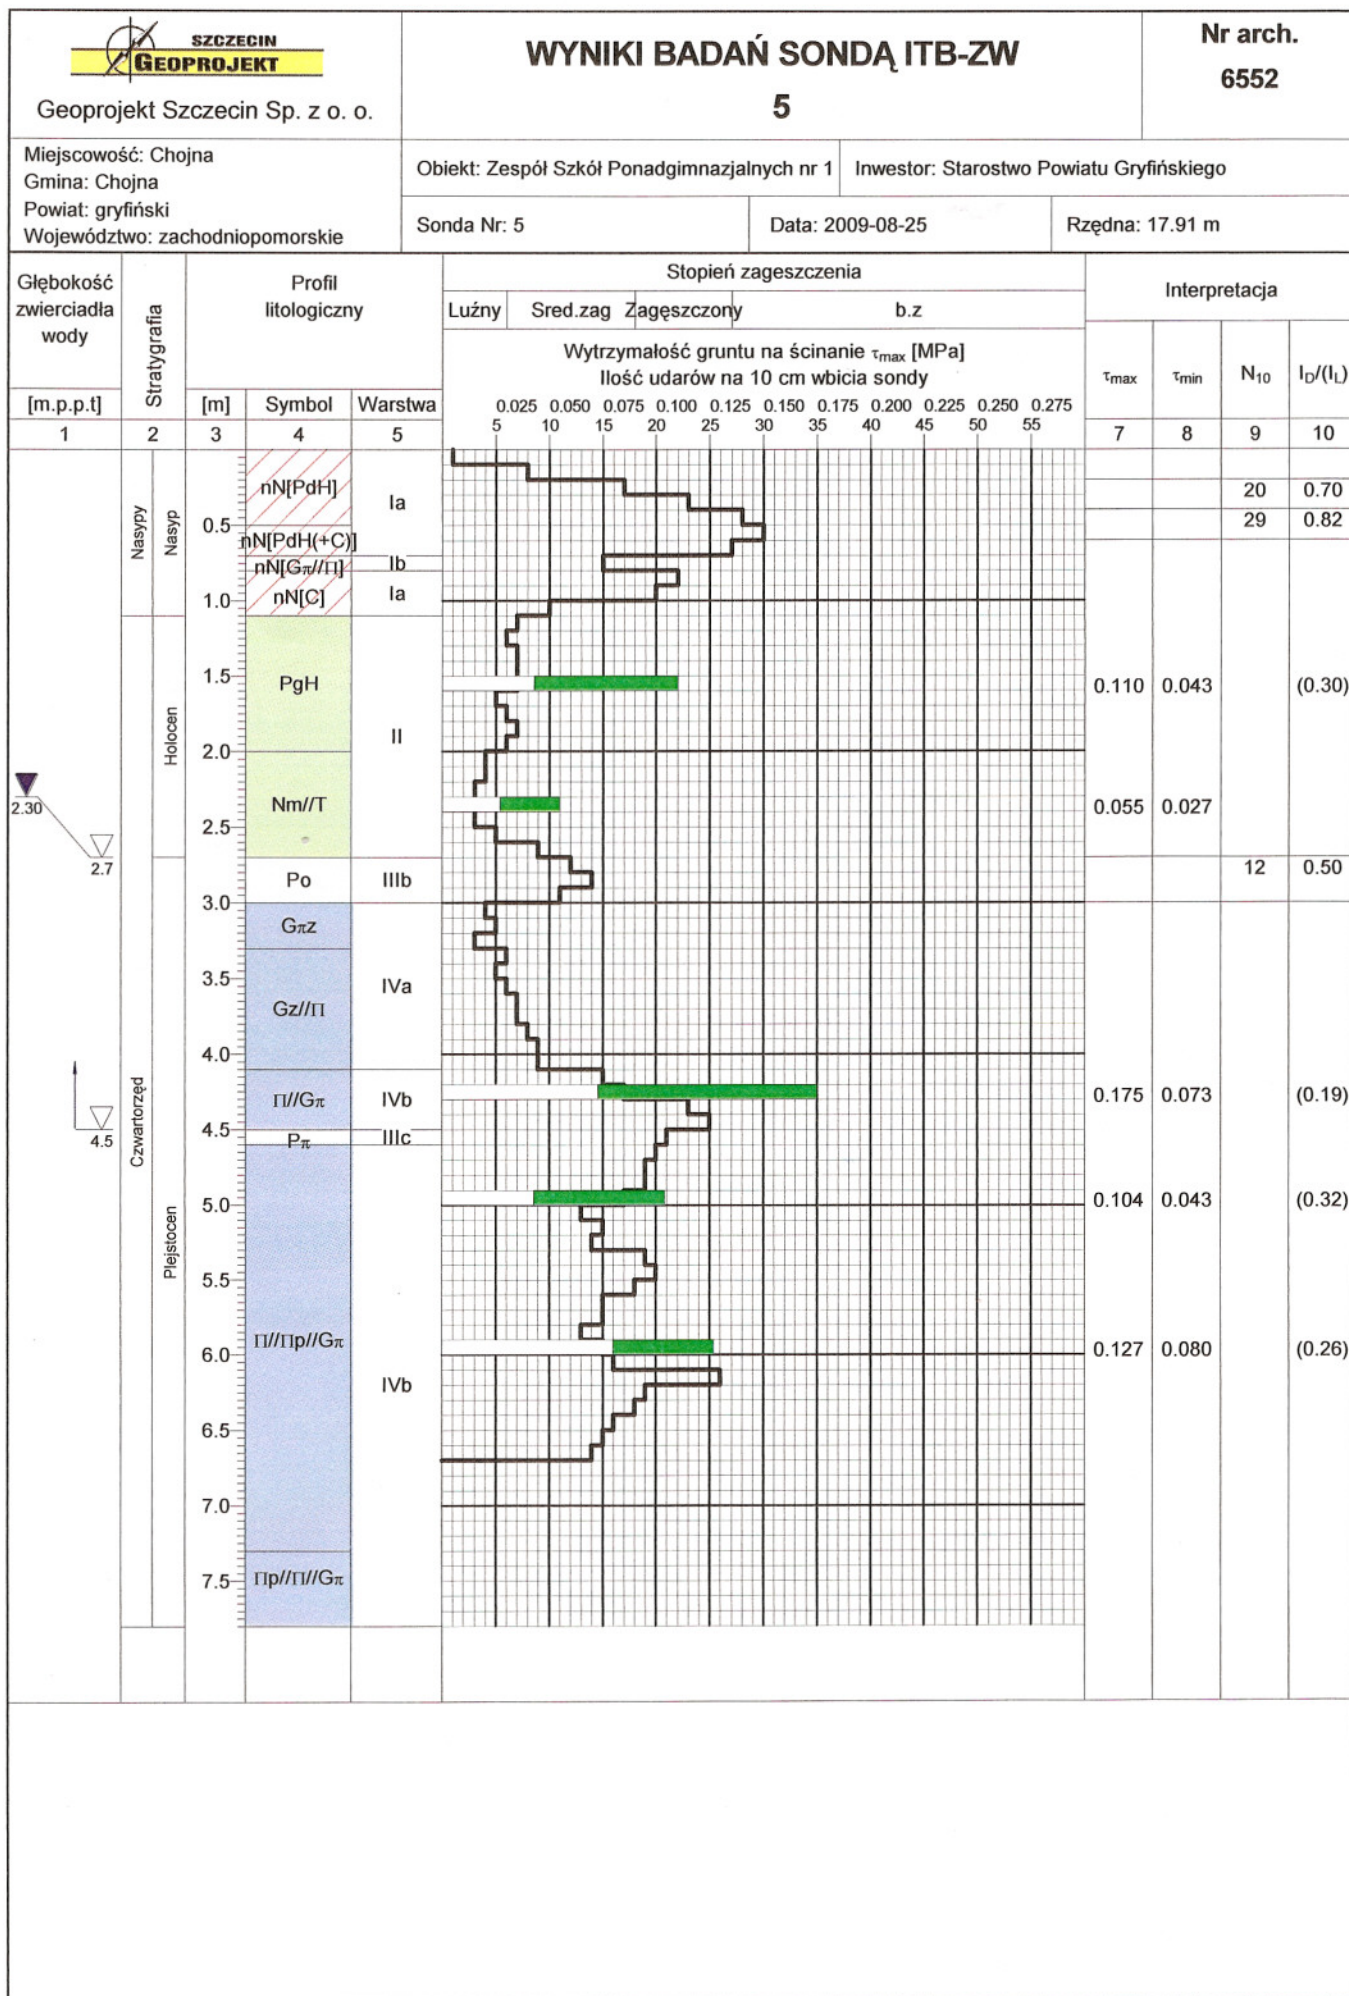 SZCZECIN
GEOPROJEKT
Geoprojekt Szczecin Sp. z o. o.
WYNIKI BADAŃ SONDĄ ITB-ZW
5
Nr arch.
6552
Miejscowość: Chojna
Gmina: Chojna
Powiat: gryfiński
Województwo: zachodniopomorskie
Obiekt: Zespół Szkół Ponadgimnazjalnych nr 1
Inwestor: Starostwo Powiatu Gryfińskiego
Sonda Nr: 5
Data: 2009-08-25
Rzędna: 17.91 m
Głębokość
zwierciadła
wody
[m.p.p.t]
Stratygrafia
Profil
litologiczny
[m] Symbol Warstwa
Stopień zageszczenia
Luźny Sred.zag Zagęszczony b.z
Wytrzymałość gruntu na ścinanie τmax [MPa]
Ilość udarów na 10 cm wbicia sondy
0.025 0.050 0.075 0.100 0.125 0.150 0.175 0.200 0.225 0.250 0.275
5 10 15 20 25 30 35 40 45 50 55
Interpretacja
τmax τmin N10 ID/(IL)
1 2 3 4 5 7 8 9 10
Nasypy
Nasyp
nN[PdH] Ia
20 0.70
0.5
29 0.82
nN[PdH(+C)]
nN[Gπ//Π] Ib
nN[C] Ia
1.0
Holocen
1.5 PgH
0.110 0.043 (0.30)
II
2.0
2.30
Nm//T
0.055 0.027
2.5
2.7
Po IIIb
12 0.50
3.0
Gπz
3.5 IVa
Gz//Π
4.0
Czwartorzęd
Π//Gπ IVb
0.175 0.073 (0.19)
4.5
4.5
Pπ IIIc
5.0
0.104 0.043 (0.32)
Plejstocen
5.5
Π//Πp//Gπ
6.0
0.127 0.080 (0.26)
IVb
6.5
7.0
7.5 Πp//Π//Gπ